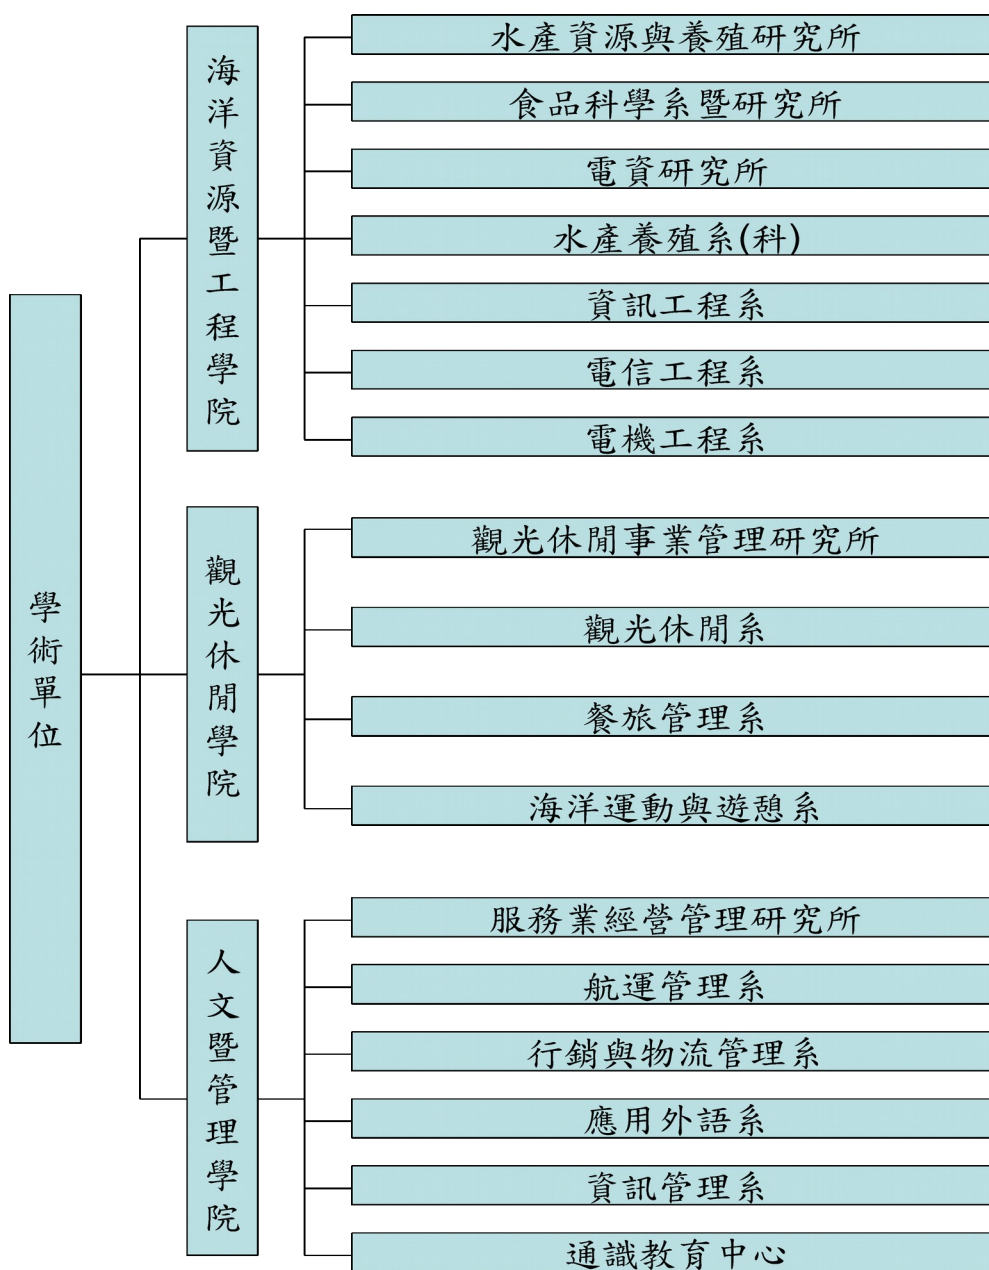 學術單位
海洋資源暨工程學院
水產資源與養殖研究所
食品科學系暨研究所
電資研究所
水產養殖系(科)
資訊工程系
電信工程系
電機工程系
觀光休閒學院
觀光休閒事業管理研究所
觀光休閒系
餐旅管理系
海洋運動與遊憩系
人文暨管理學院
服務業經營管理研究所
航運管理系
行銷與物流管理系
應用外語系
資訊管理系
通識教育中心